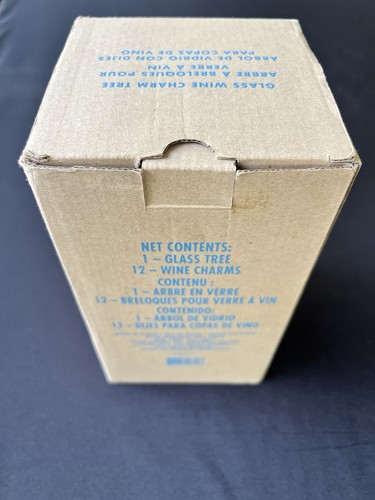 GLASS WINE CHARM TREE
ARBRE À BRELOQUES POUR
VERRE À VIN
ÁRBOL DE VIDRIO CON DIJES
PARA COPAS DE VINO
NET CONTENTS:
1 – GLASS TREE
12 – WINE CHARMS
CONTENU :
1 – ARBRE EN VERRE
12 – BRELOQUES POUR VERRE À VIN
CONTENIDO:
1 – ÁRBOL DE VIDRIO
12 – DIJES PARA COPAS DE VINO